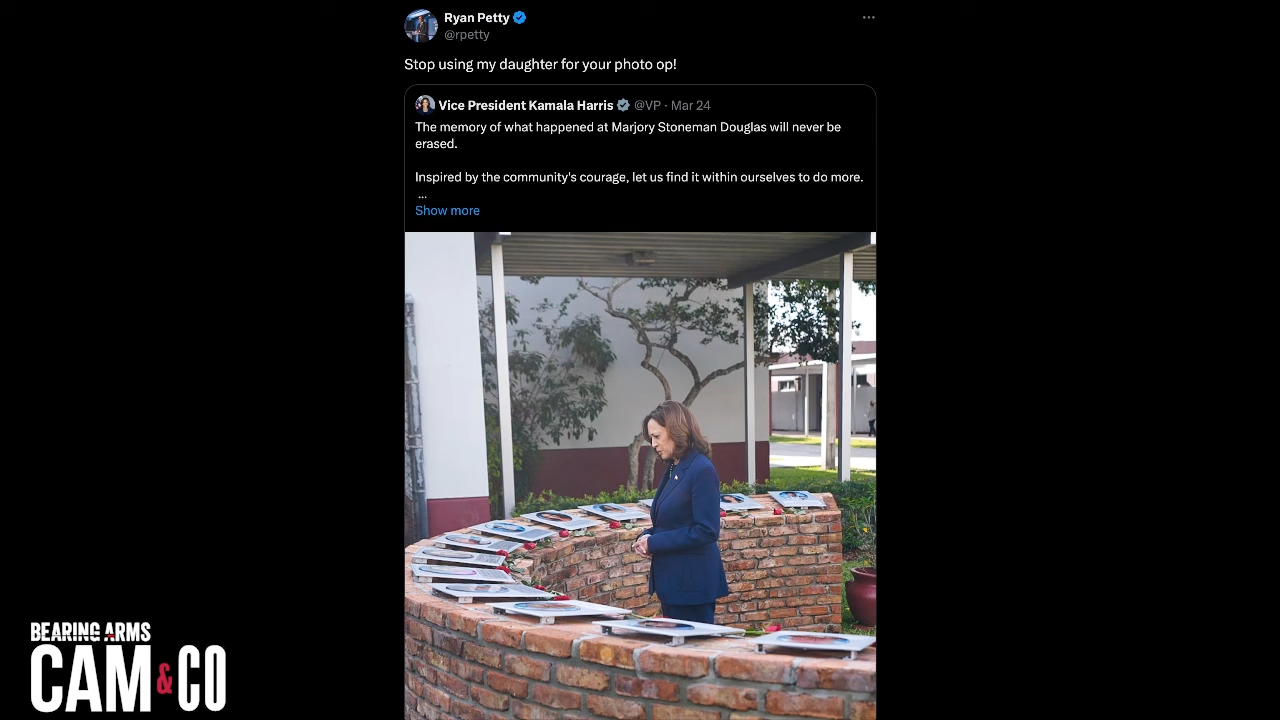 Ryan Petty
@rpetty
Stop using my daughter for your photo op!
Vice President Kamala Harris @VP · Mar 24
The memory of what happened at Marjory Stoneman Douglas will never be
erased.
Inspired by the community's courage, let us find it within ourselves to do more.
...
Show more
BEARING ARMS
CAM & CO